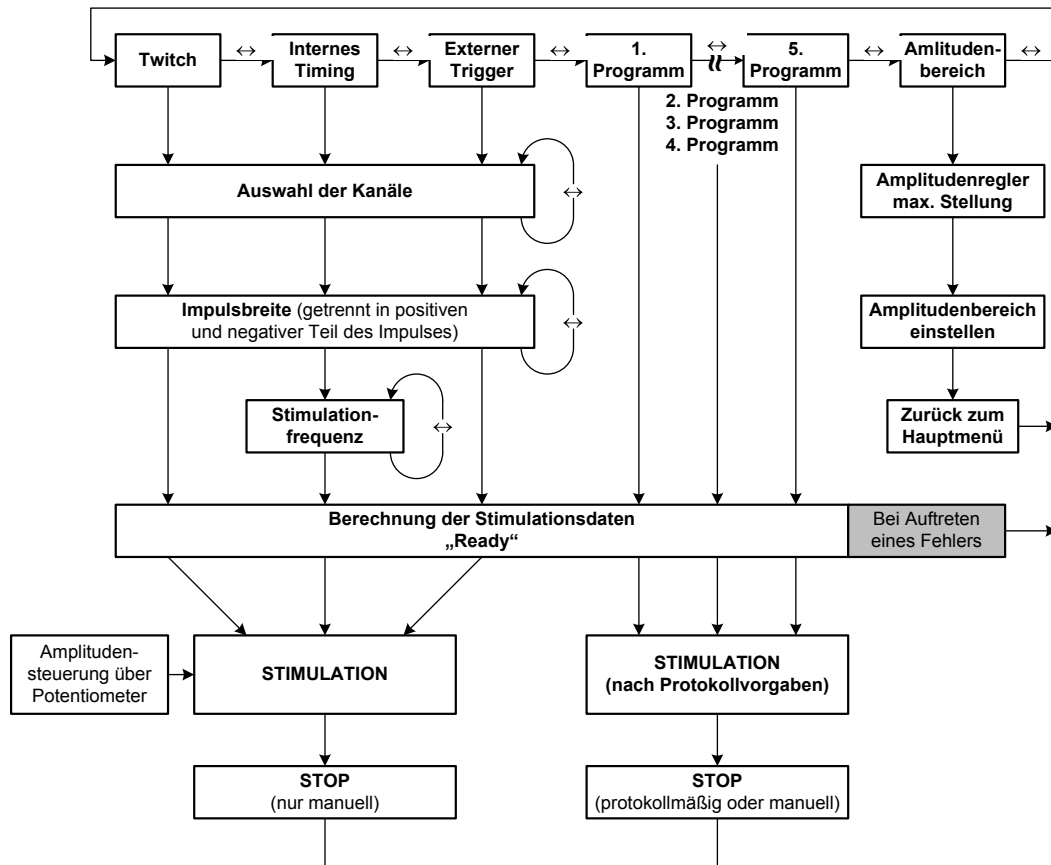 Twitch
Internes
Timing
Externer
Trigger
1.
Programm
5.
Programm
Amlituden-
bereich
2. Programm
3. Programm
4. Programm
Auswahl der Kanäle
Amplitudenregler
max. Stellung
Impulsbreite (getrennt in positiven
und negativer Teil des Impulses)
Amplitudenbereich
einstellen
Stimulation-
frequenz
Zurück zum
Hauptmenü
Berechnung der Stimulationsdaten
„Ready“
Bei Auftreten
eines Fehlers
Amplituden-
steuerung über
Potentiometer
STIMULATION
STIMULATION
(nach Protokollvorgaben)
STOP
(nur manuell)
STOP
(protokollmäßig oder manuell)